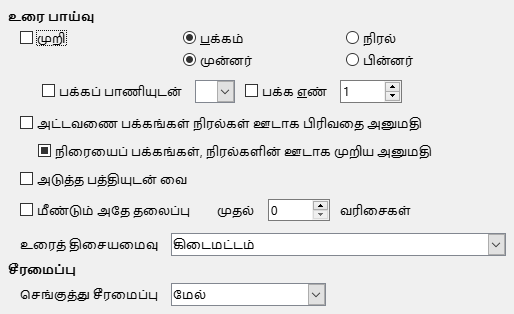 உரை பாய்வு
முறி பக்கம் நிரல்
முன்னர் பின்னர்
பக்கப் பாணியுடன் பக்க எண் 1
அட்டவணை பக்கங்கள் நிரல்கள் ஊடாக பிரிவதை அனுமதி
நிரையைப் பக்கங்கள், நிரல்களின் ஊடாக முறிய அனுமதி
அடுத்த பத்தியுடன் வை
மீண்டும் அதே தலைப்பு முதல் 0 வரிசைகள்
உரைத் திசையமைவு கிடைமட்டம்
சீரமைப்பு
செங்குத்து சீரமைப்பு மேல்